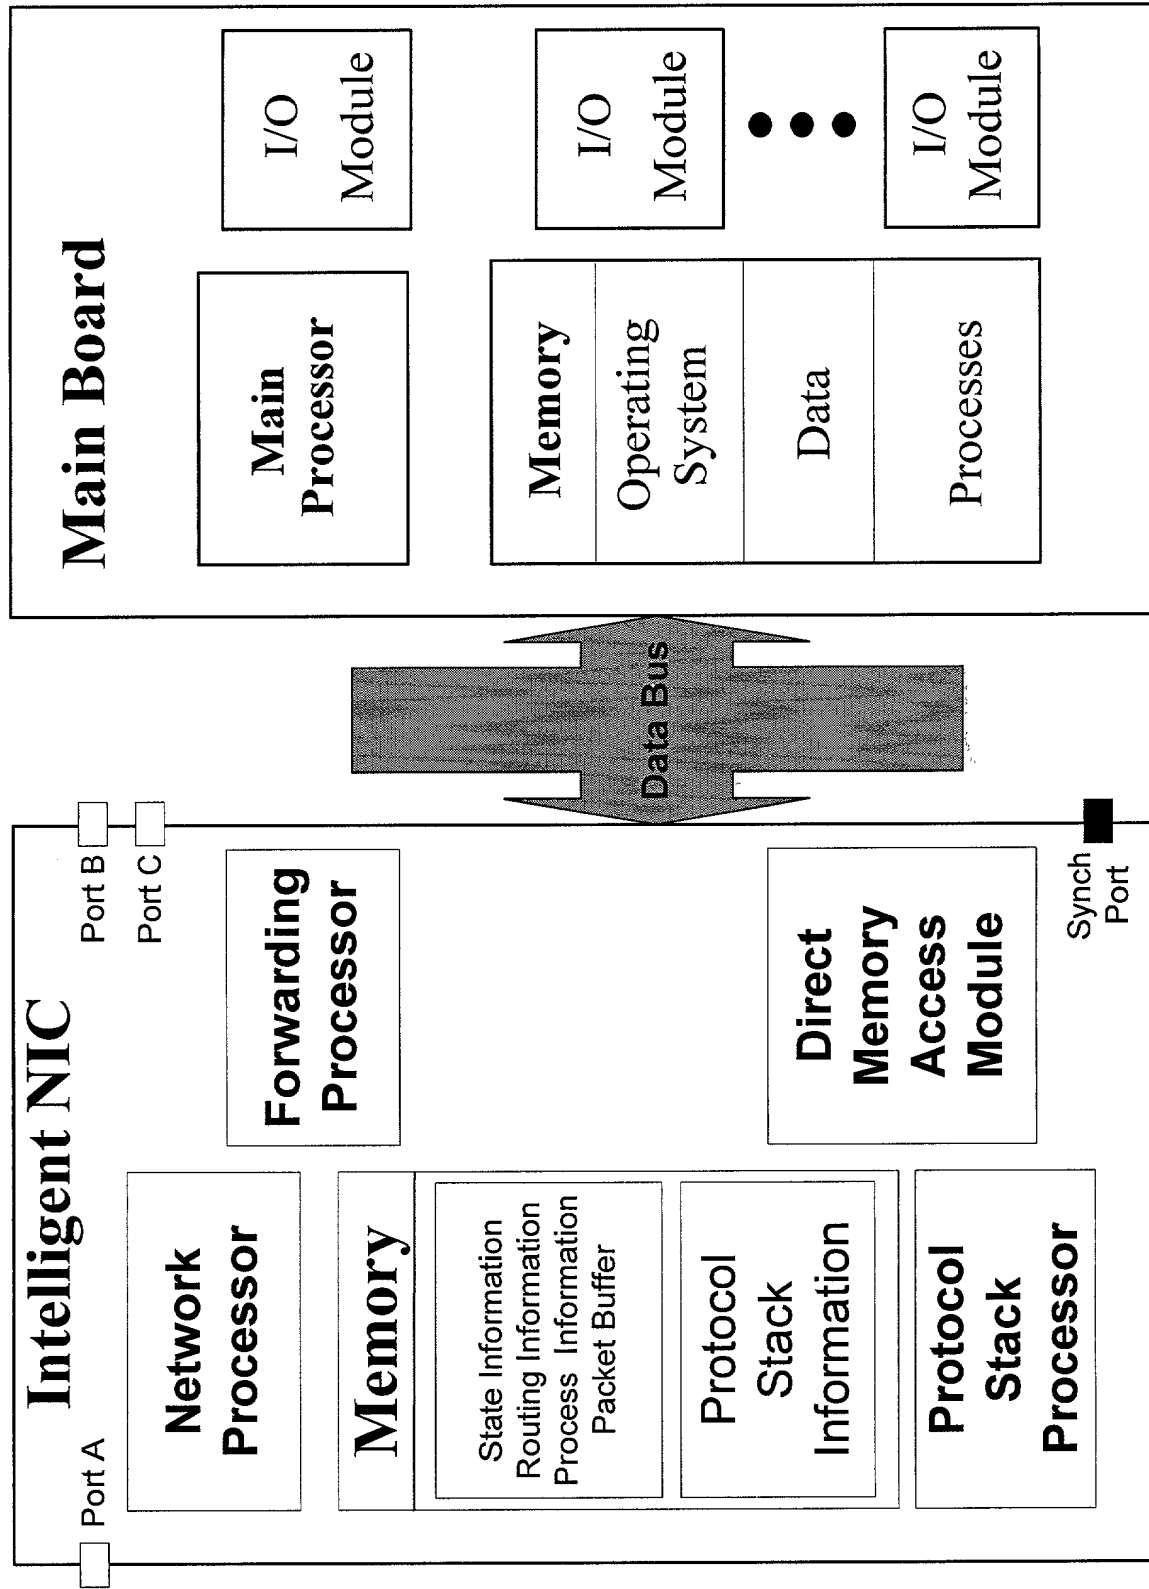 Intelligent NIC
Port A
Port B
Port C
Network
Processor
Forwarding
Processor
Memory
State Information
Routing Information
Process Information
Packet Buffer
Protocol
Stack
Information
Direct
Memory
Access
Module
Protocol
Stack
Processor
Synch
Port
Data Bus
Main Board
Main
Processor
I/O
Module
Memory
Operating
System
Data
Processes
I/O
Module
I/O
Module